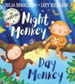 JULIA DONALDSON • LUCY RICHARDS
Night
Monkey
Day
Monkey